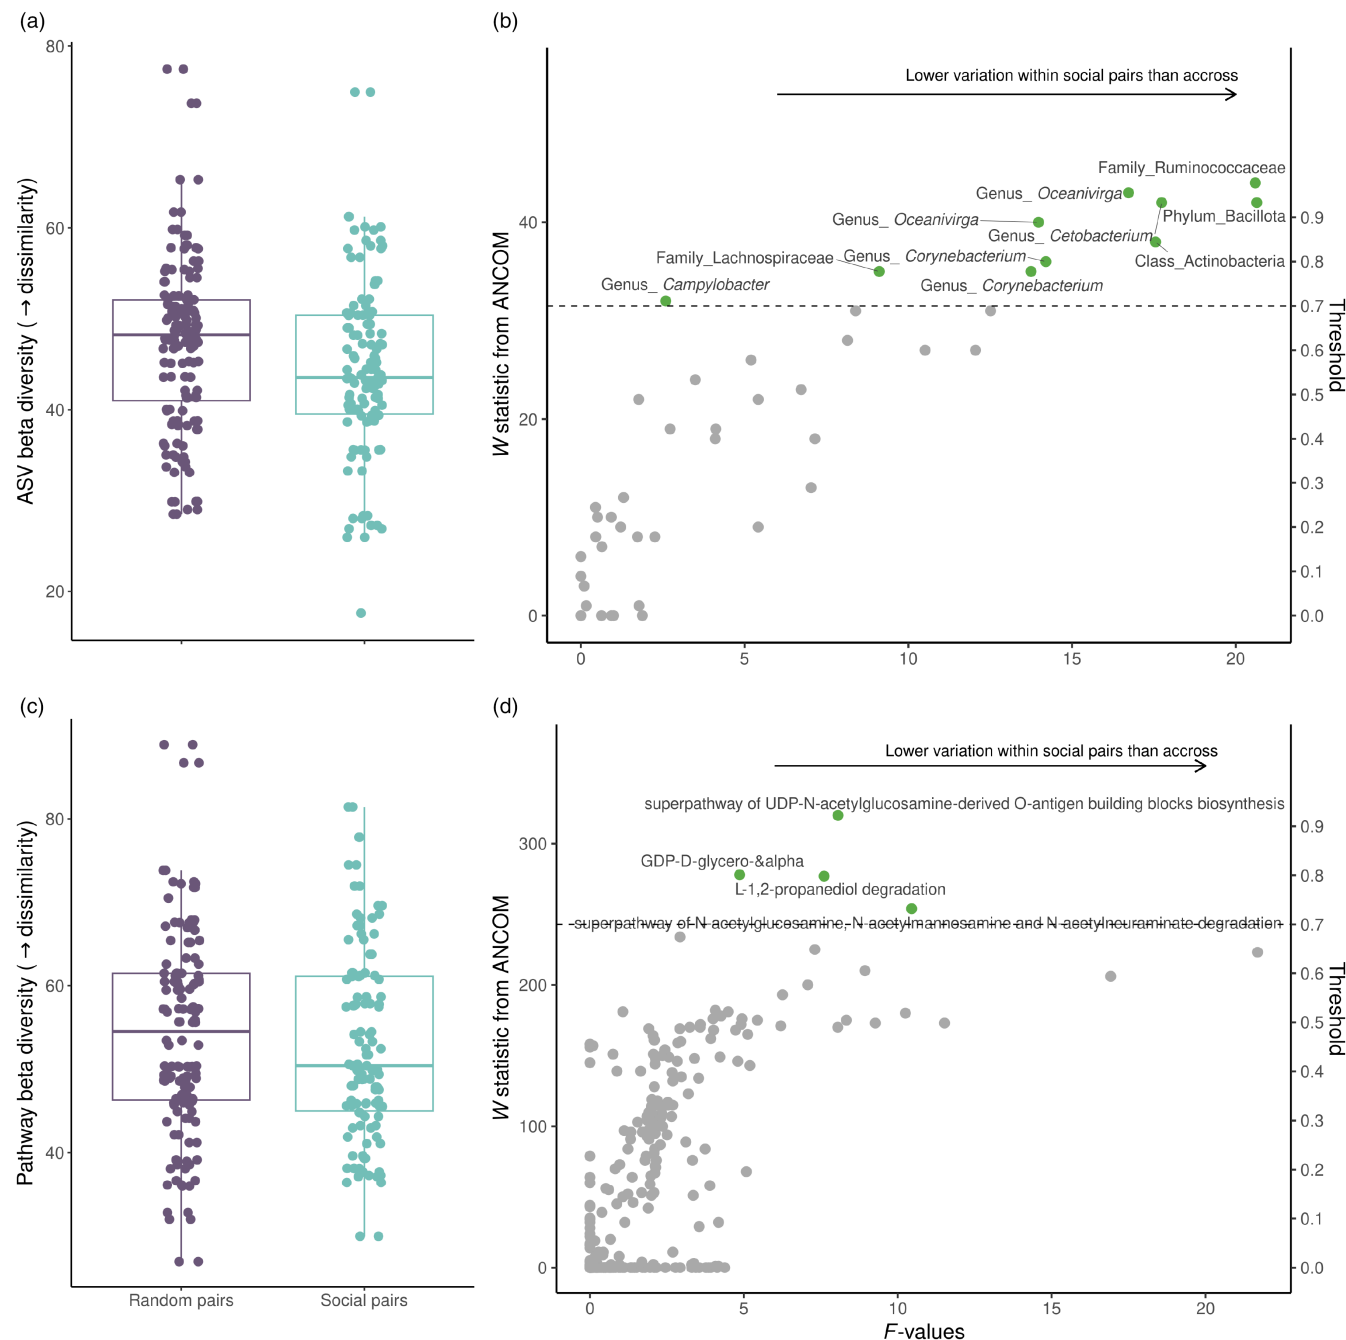 (a)
ASV beta diversity ( → dissimilarity)
80
60
40
20
(b)
W statistic from ANCOM
40
20
0
Lower variation within social pairs than accross
Family_Ruminococcaceae
Genus_ Oceanivirga
Phylum_Bacillota
Genus_ Oceanivirga
Genus_ Cetobacterium
Class_Actinobacteria
Genus_ Corynebacterium
Family_Lachnospiraceae
Genus_ Corynebacterium
Genus_ Campylobacter
0.9
0.8
0.7
0.6
0.5
0.4
0.3
0.2
0.1
0.0
Threshold
0
5
10
15
20
(c)
Pathway beta diversity ( → dissimilarity)
80
60
40
Random pairs
Social pairs
(d)
W statistic from ANCOM
300
200
100
0
Lower variation within social pairs than accross
superpathway of UDP-N-acetylglucosamine-derived O-antigen building blocks biosynthesis
GDP-D-glycero-&alpha
L-1,2-propanediol degradation
superpathway of N-acetylglucosamine, N-acetylmannosamine and N-acetylneuraminate degradation
0.9
0.8
0.7
0.6
0.5
0.4
0.3
0.2
0.1
0.0
Threshold
0
5
10
15
20
F-values